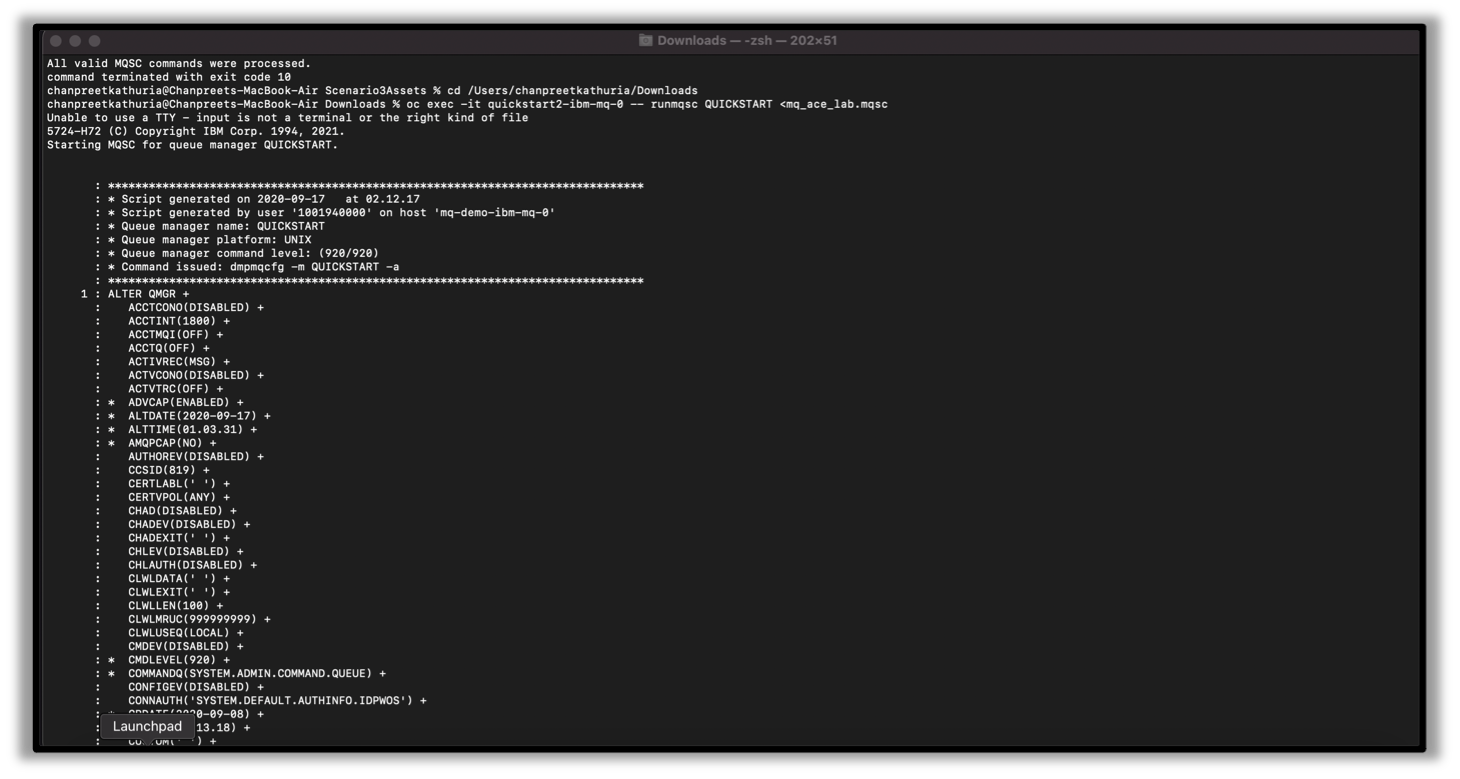 Downloads — -zsh — 202×51
All valid MQSC commands were processed.
command terminated with exit code 10
chanpreetkathuria@Chanpreets-MacBook-Air Scenario3Assets % cd /Users/chanpreetkathuria/Downloads
chanpreetkathuria@Chanpreets-MacBook-Air Downloads % oc exec -it quickstart2-ibm-mq-0 -- runmqsc QUICKSTART <mq_ace_lab.mqsc
Unable to use a TTY - input is not a terminal or the right kind of file
5724-H72 (C) Copyright IBM Corp. 1994, 2021.
Starting MQSC for queue manager QUICKSTART.
: *******************************************************************************
: * Script generated on 2020-09-17   at 02.12.17
: * Script generated by user '1001940000' on host 'mq-demo-ibm-mq-0'
: * Queue manager name: QUICKSTART
: * Queue manager platform: UNIX
: * Queue manager command level: (920/920)
: * Command issued: dmpmqcfg -m QUICKSTART -a
: *******************************************************************************
1 : ALTER QMGR +
:    ACCTCONO(DISABLED) +
:    ACCTINT(1800) +
:    ACCTMQI(OFF) +
:    ACCTQ(OFF) +
:    ACTIVREC(MSG) +
:    ACTVCONO(DISABLED) +
:    ACTVTRC(OFF) +
: *  ADVCAP(ENABLED) +
: *  ALTDATE(2020-09-17) +
: *  ALTTIME(01.03.31) +
: *  AMQPCAP(NO) +
:    AUTHOREV(DISABLED) +
:    CCSID(819) +
:    CERTLABL(' ') +
:    CERTVPOL(ANY) +
:    CHAD(DISABLED) +
:    CHADEV(DISABLED) +
:    CHADEXIT(' ') +
:    CHLEV(DISABLED) +
:    CHLAUTH(DISABLED) +
:    CLWLDATA(' ') +
:    CLWLEXIT(' ') +
:    CLWLLEN(100) +
:    CLWLMRUC(999999999) +
:    CLWLUSEQ(LOCAL) +
:    CMDEV(DISABLED) +
: *  CMDLEVEL(920) +
: *  COMMANDQ(SYSTEM.ADMIN.COMMAND.QUEUE) +
:    CONFIGEV(DISABLED) +
:    CONNAUTH('SYSTEM.DEFAULT.AUTHINFO.IDPWOS') +
: *  CRDATE(2020-09-08) +
: 13.18) +
Launchpad